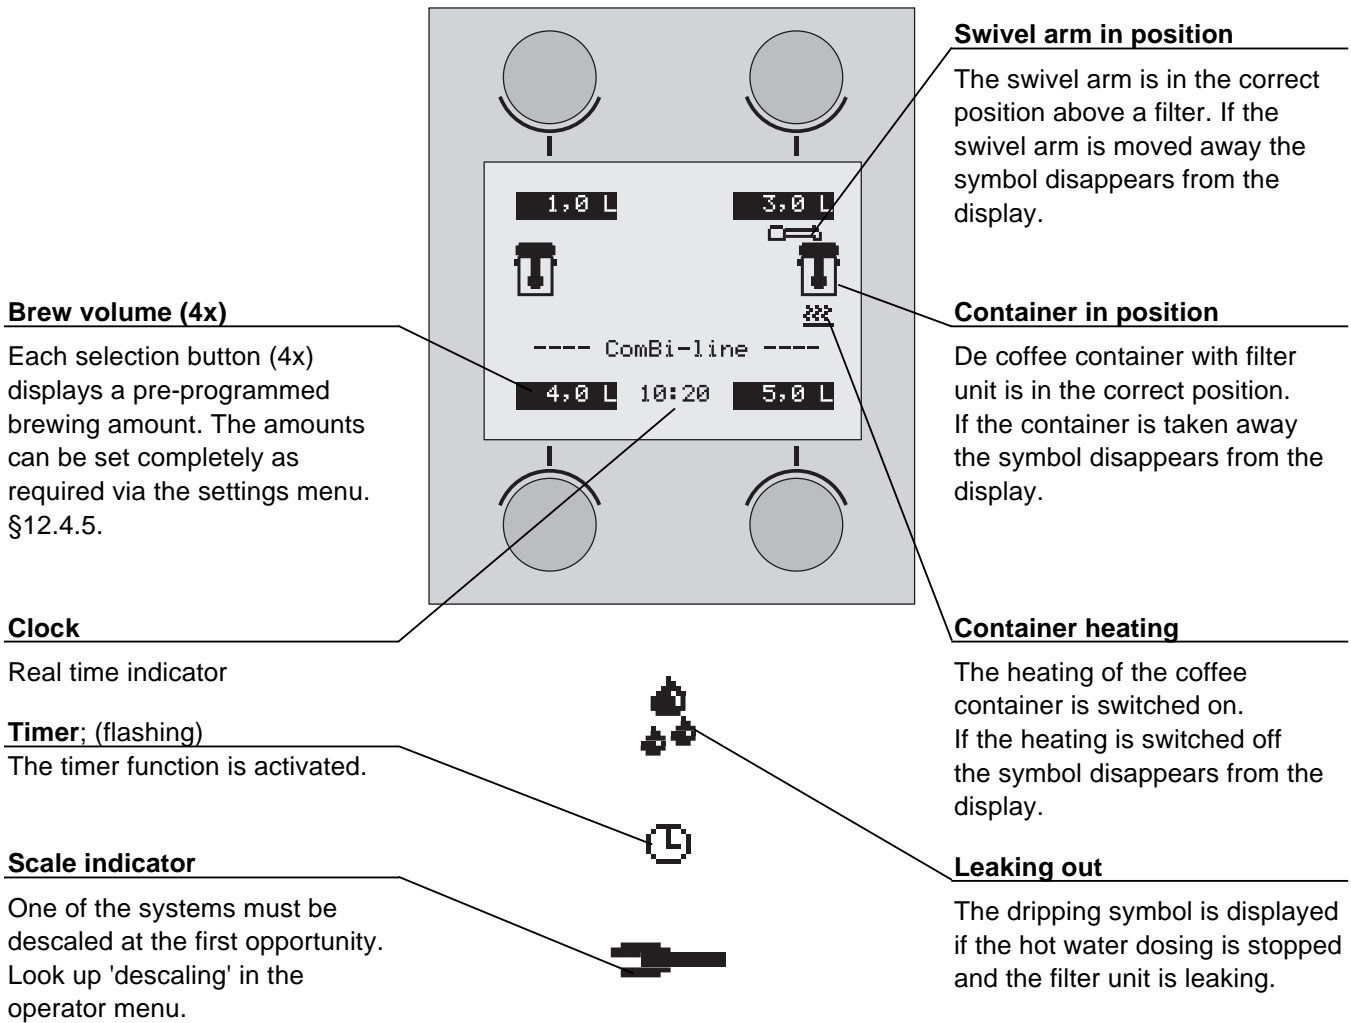 Swivel arm in position
The swivel arm is in the correct
position above a filter. If the
swivel arm is moved away the
symbol disappears from the
display.
1,0 L
3,0 L
Brew volume (4x)
Each selection button (4x)
displays a pre-programmed
brewing amount. The amounts
can be set completely as
required via the settings menu.
§12.4.5.
---- ComBi-line ----
4,0 L 10:20 5,0 L
Container in position
De coffee container with filter
unit is in the correct position.
If the container is taken away
the symbol disappears from the
display.
Clock
Real time indicator
Timer; (flashing)
The timer function is activated.
Scale indicator
One of the systems must be
descaled at the first opportunity.
Look up 'descaling' in the
operator menu.
Container heating
The heating of the coffee
container is switched on.
If the heating is switched off
the symbol disappears from the
display.
Leaking out
The dripping symbol is displayed
if the hot water dosing is stopped
and the filter unit is leaking.